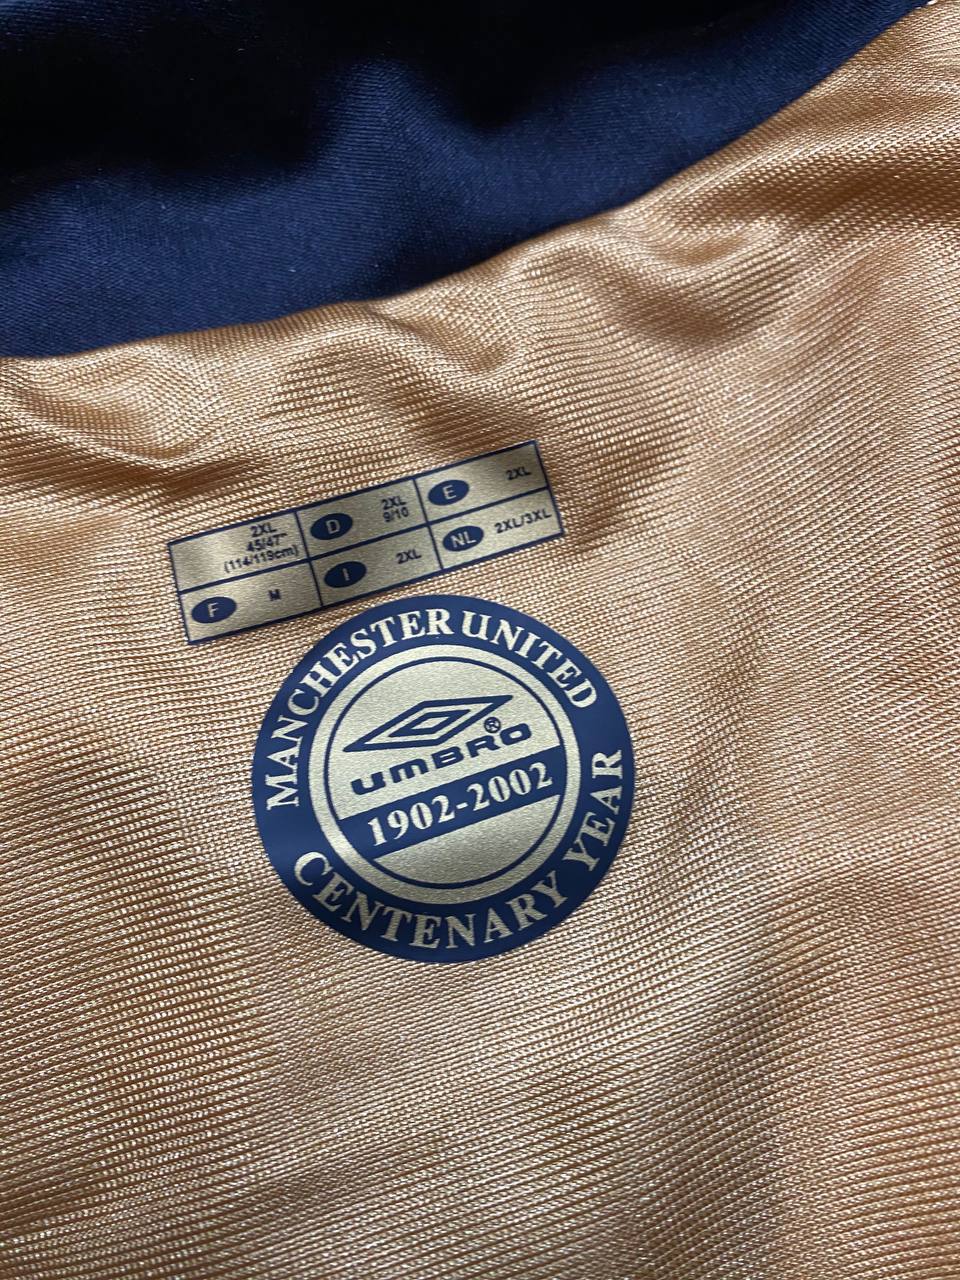 2XL
45/47"
(114/119cm)
D 2XL
9/10
E 2XL
F M
I 2XL
NL 2XL/3XL
MANCHESTER UNITED
UMBRO®
1902-2002
CENTENARY YEAR